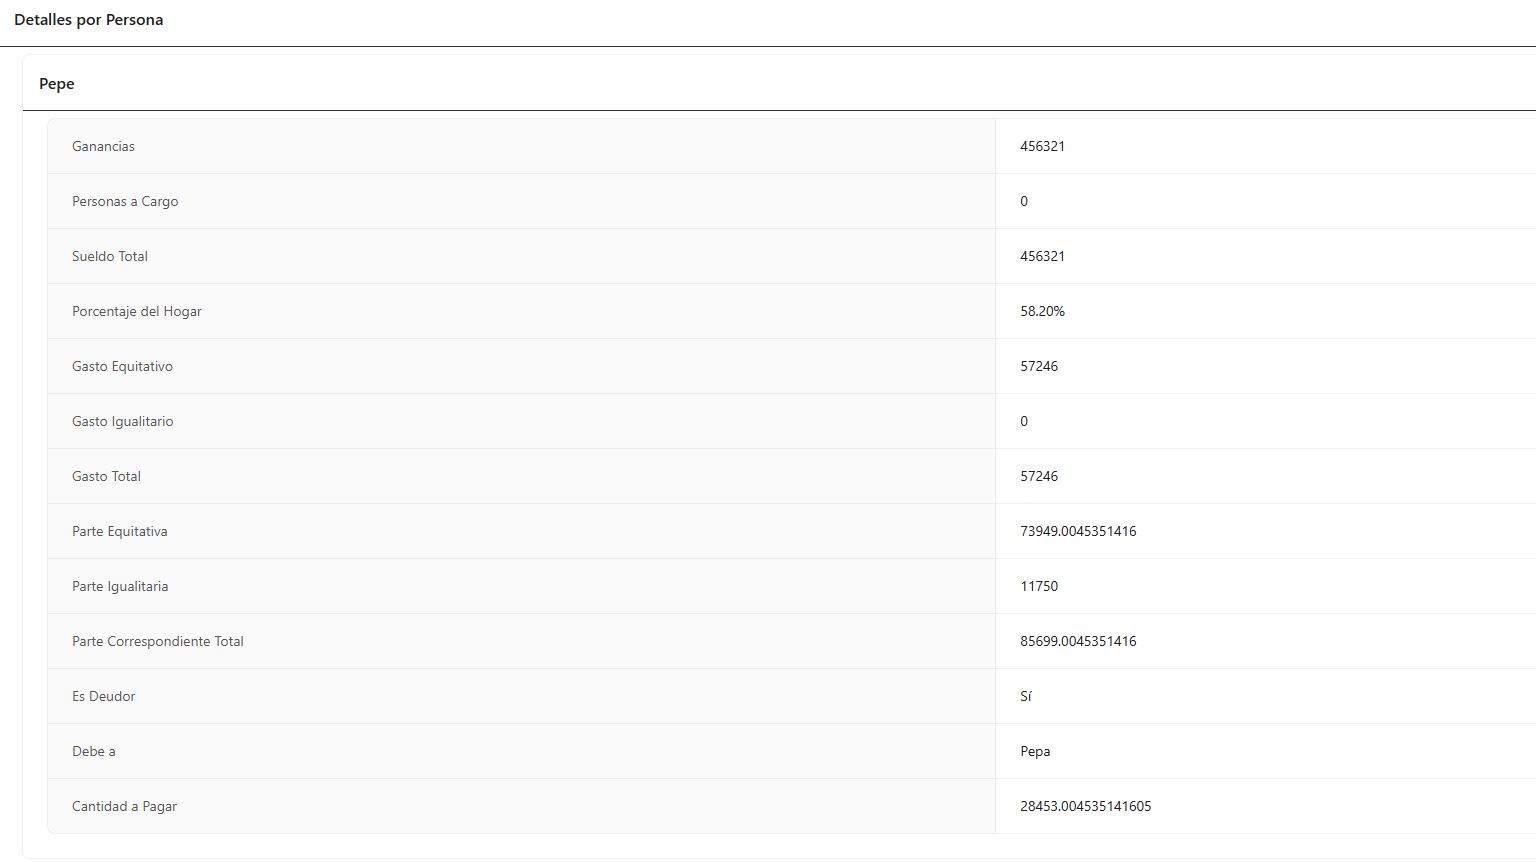 Detalles por Persona
Pepe
Ganancias 456321
Personas a Cargo 0
Sueldo Total 456321
Porcentaje del Hogar 58.20%
Gasto Equitativo 57246
Gasto Igualitario 0
Gasto Total 57246
Parte Equitativa 73949.0045351416
Parte Igualitaria 11750
Parte Correspondiente Total 85699.0045351416
Es Deudor Sí
Debe a Pepa
Cantidad a Pagar 28453.004535141605